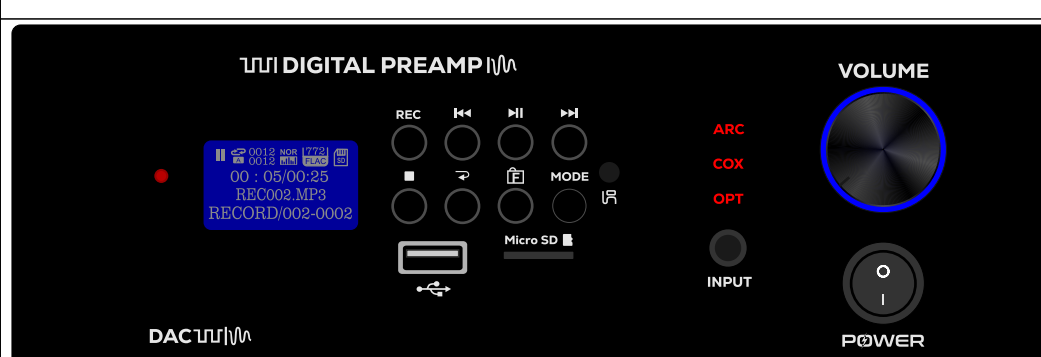 DIGITAL PREAMP
VOLUME
REC
0012 NOR 1772
A 0012 FLAC SD
00 : 05/00:25
REC002.MP3
RECORD/002-0002
F
MODE
ARC
COX
OPT
Micro SD
INPUT
DAC
POWER